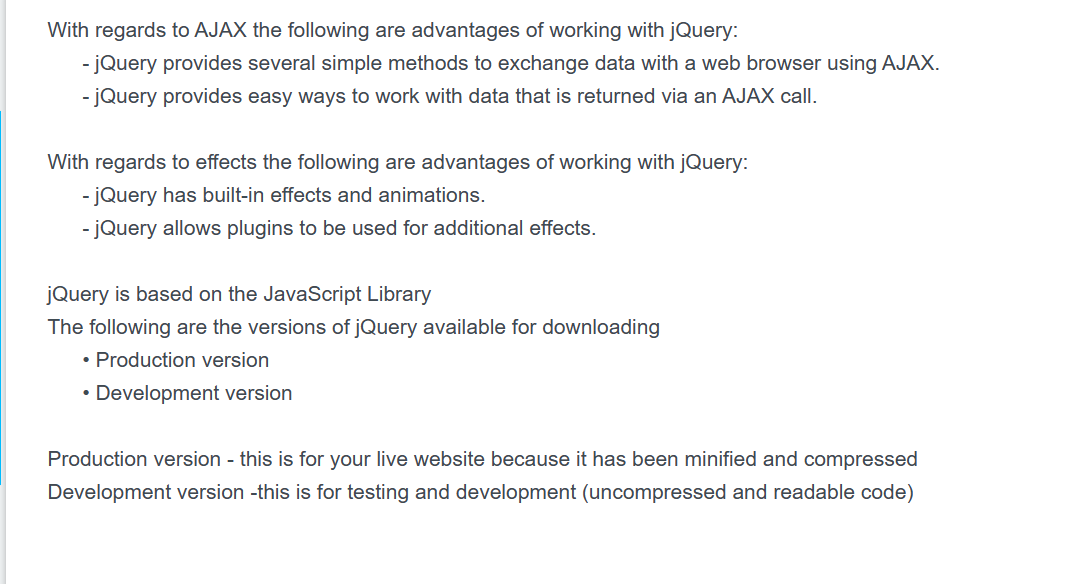 With regards to AJAX the following are advantages of working with jQuery:
- jQuery provides several simple methods to exchange data with a web browser using AJAX.
- jQuery provides easy ways to work with data that is returned via an AJAX call.
With regards to effects the following are advantages of working with jQuery:
- jQuery has built-in effects and animations.
- jQuery allows plugins to be used for additional effects.
jQuery is based on the JavaScript Library
The following are the versions of jQuery available for downloading
• Production version
• Development version
Production version - this is for your live website because it has been minified and compressed
Development version -this is for testing and development (uncompressed and readable code)